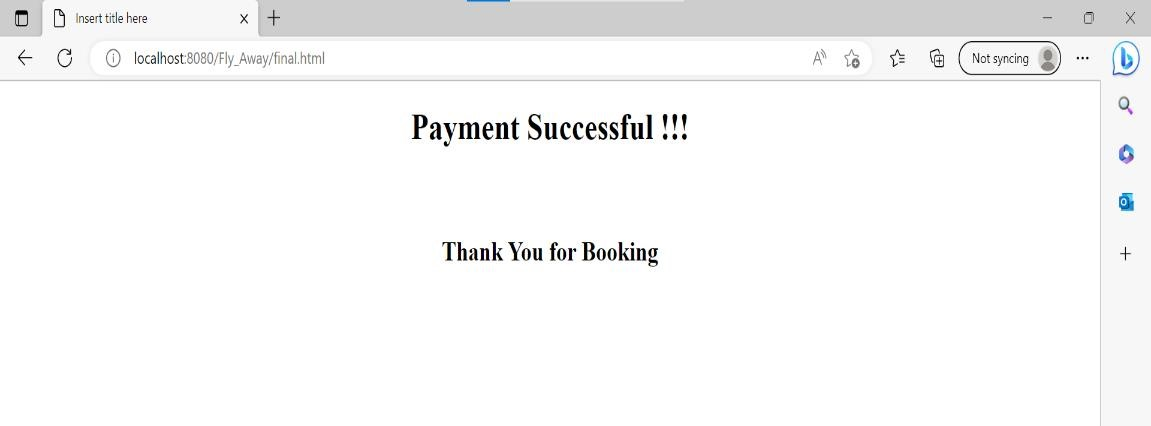 Insert title here
localhost:8080/Fly_Away/final.html
Not syncing
Payment Successful !!!
Thank You for Booking